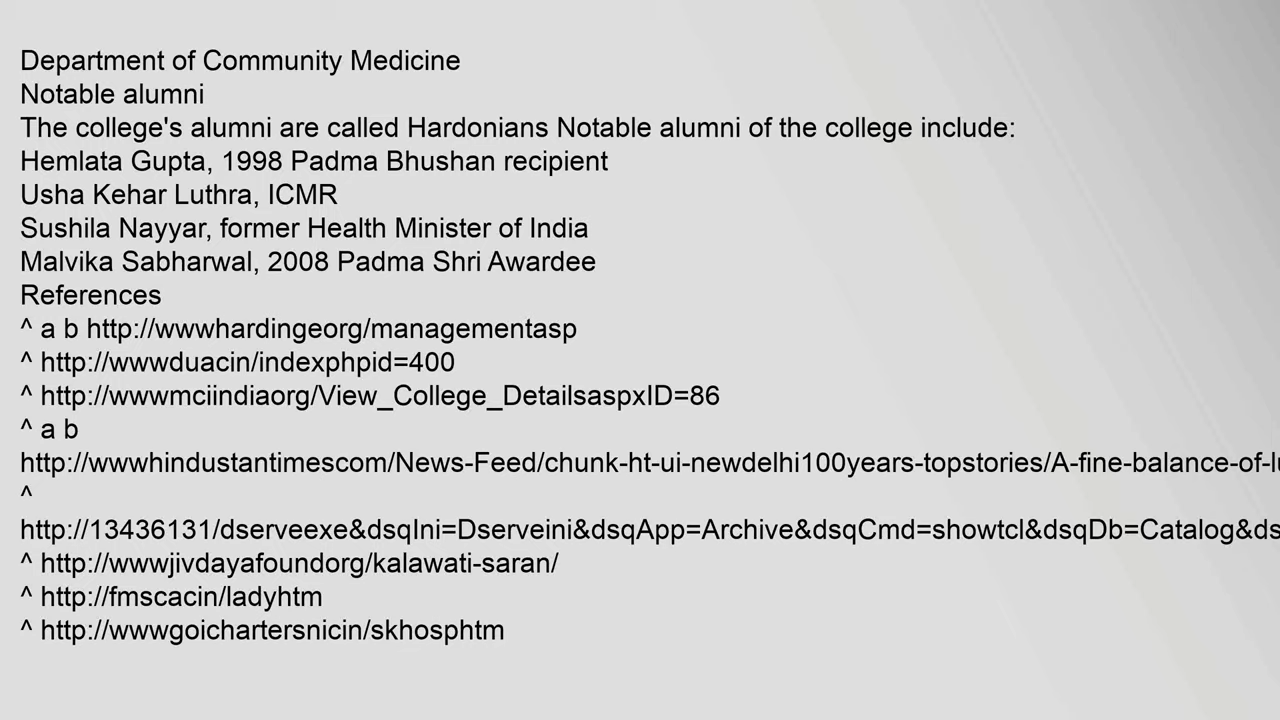 Department of Community Medicine
Notable alumni
The college's alumni are called Hardonians Notable alumni of the college include:
Hemlata Gupta, 1998 Padma Bhushan recipient
Usha Kehar Luthra, ICMR
Sushila Nayyar, former Health Minister of India
Malvika Sabharwal, 2008 Padma Shri Awardee
References
^ a b http://wwwhardingeorg/managementasp
^ http://wwwduacin/indexphpid=400
^ http://wwwmciindiaorg/View_College_DetailsaspxID=86
^ a b
http://wwwhindustantimescom/News-Feed/chunk-ht-ui-newdelhi100years-topstories/A-fine-balance-of-lu
^
http://13436131/dserveexe&dsqIni=Dserveini&dsqApp=Archive&dsqCmd=showtcl&dsqDb=Catalog&ds
^ http://wwwjivdayafoundorg/kalawati-saran/
^ http://fmscacin/ladyhtm
^ http://wwwgoichartersnicin/skhosphtm